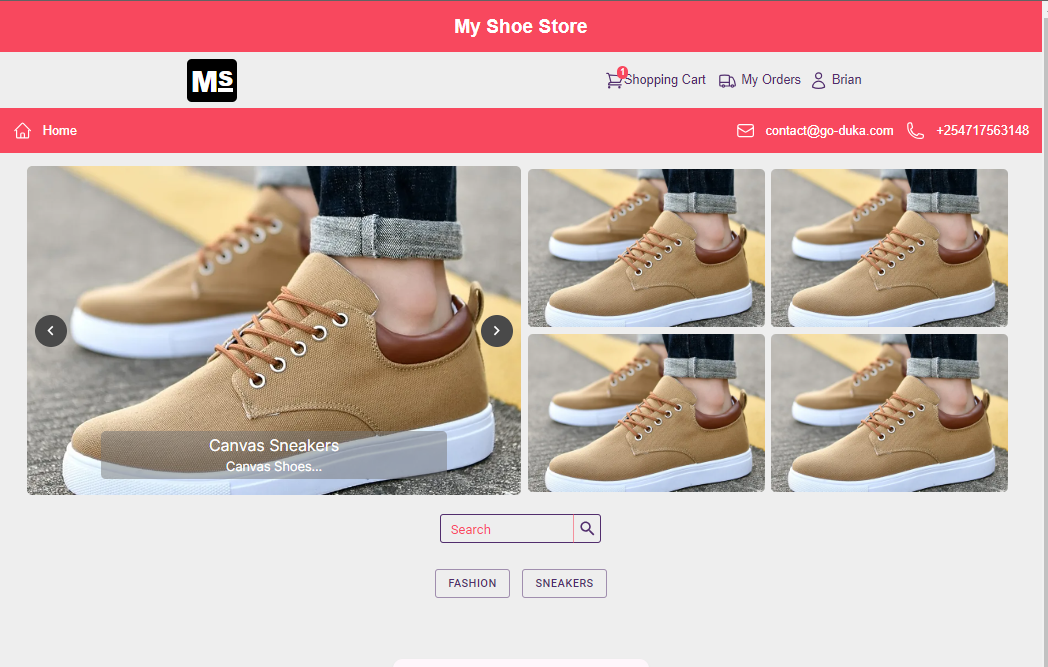 My Shoe Store
Ms
1
Shopping Cart
My Orders
Brian
Home
contact@go-duka.com
+254717563148
Canvas Sneakers
Canvas Shoes...
Search
FASHION
SNEAKERS